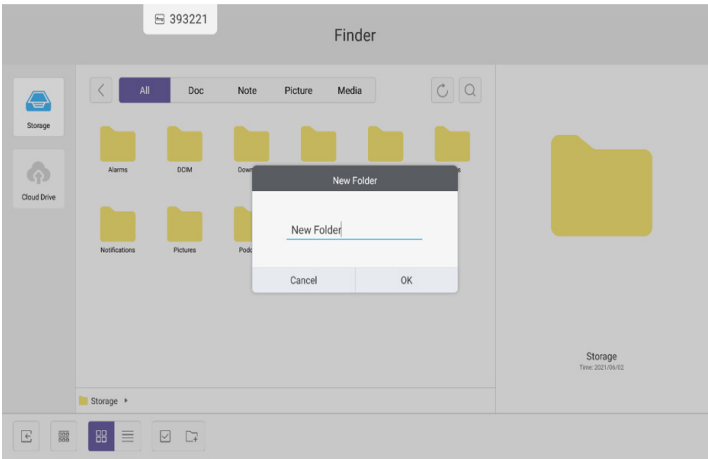 393221
Finder
All Doc Note Picture Media
Storage
Cloud Drive
Alarms DCIM
New Folder
New Folder
Cancel OK
Notifications Pictures
Storage
Time: 2021/06/02
Storage